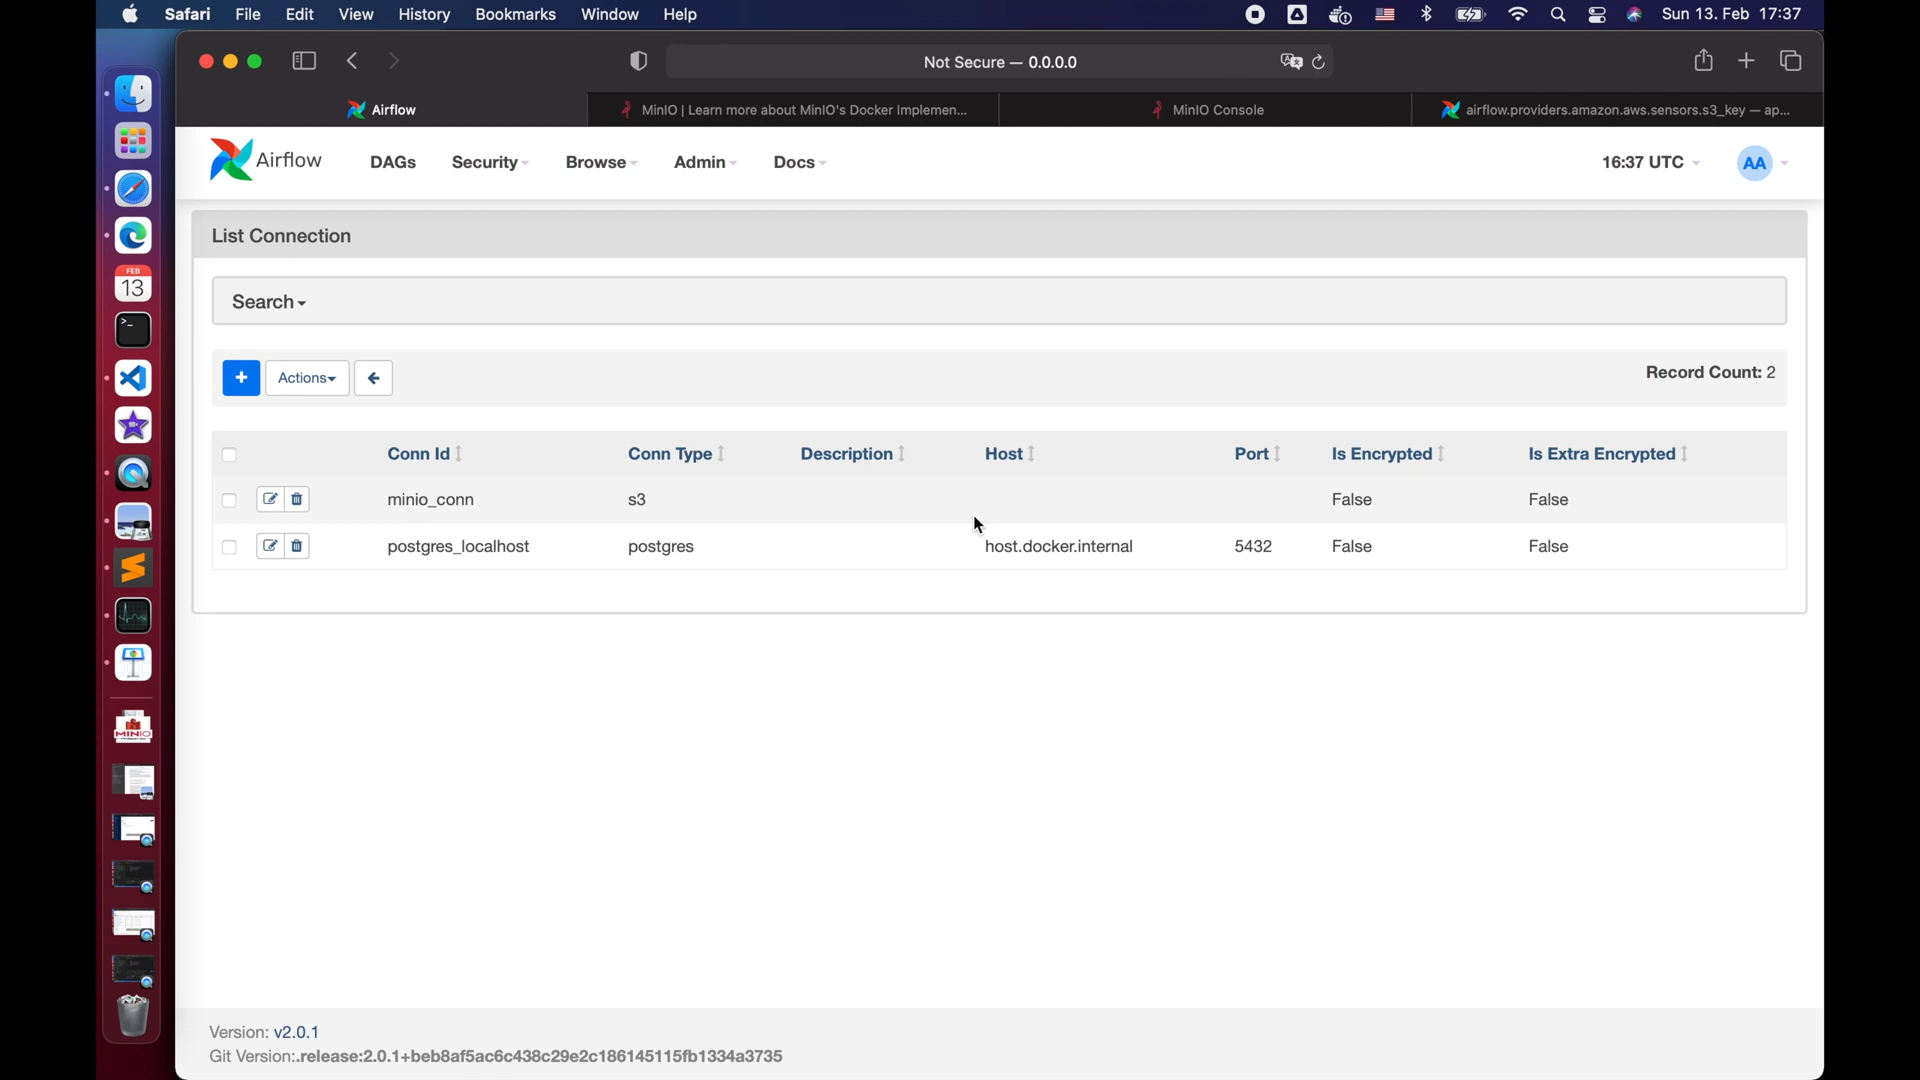 Safari File Edit View History Bookmarks Window Help Sun 13. Feb 17:37
Not Secure — 0.0.0.0
Airflow MinIO | Learn more about MinIO's Docker Implemen... MinIO Console airflow.providers.amazon.aws.sensors.s3_key — ap...
Airflow DAGs Security Browse Admin Docs 16:37 UTC AA
List Connection
Search
+ Actions Record Count: 2
Conn Id Conn Type Description Host Port Is Encrypted Is Extra Encrypted
minio_conn s3 False False
postgres_localhost postgres host.docker.internal 5432 False False
FEB
13
MINIO
Version: v2.0.1
Git Version:.release:2.0.1+beb8af5ac6c438c29e2c186145115fb1334a3735